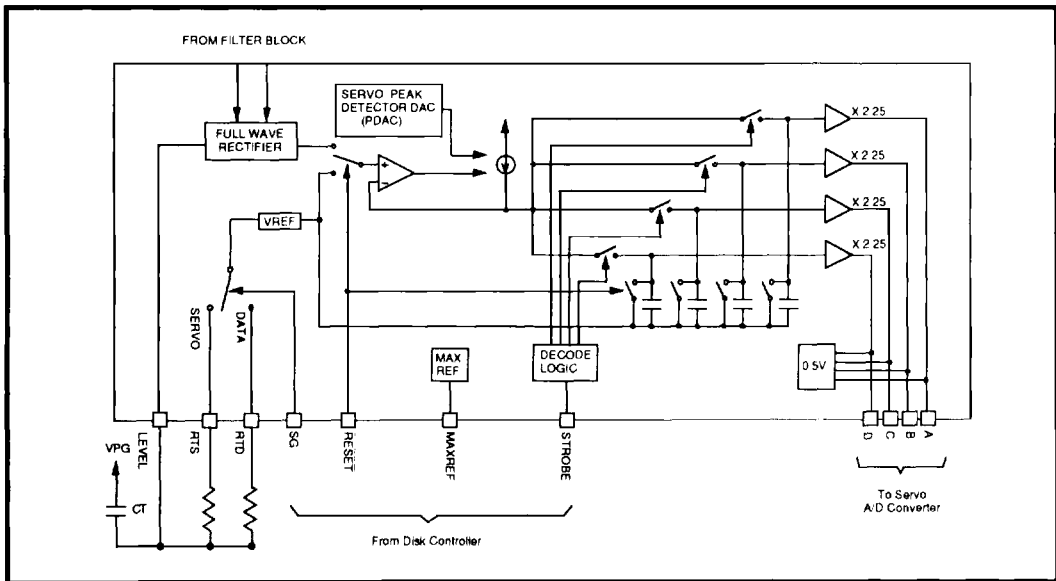 FROM FILTER BLOCK
SERVO PEAK
DETECTOR DAC
(PDAC)
FULL WAVE
RECTIFIER
X 2 25
X 2 25
X 2 25
X 2 25
+
−
VREF
SERVO
DATA
MAX
REF
DECODE
LOGIC
0 5V
LEVEL
RTS
RTD
SG
RESET
MAXREF
STROBE
D
C
B
A
VPG
CT
From Disk Controller
To Servo
A/D Converter